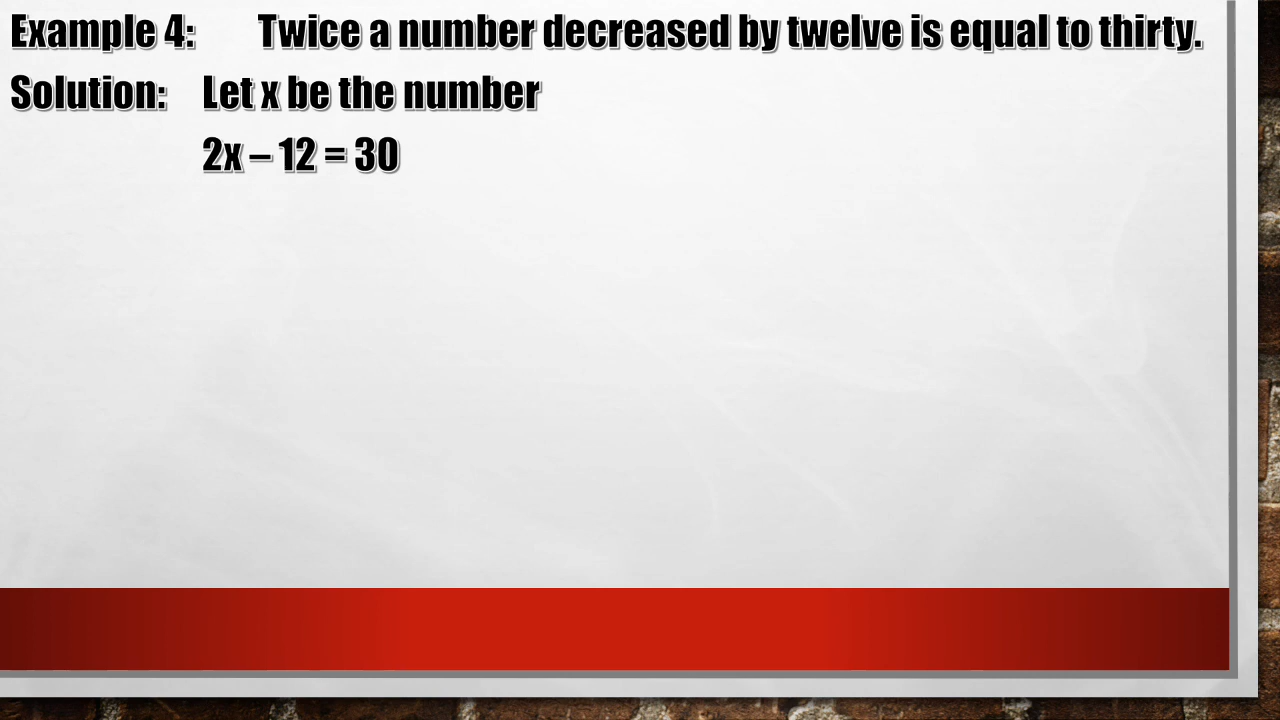 Example 4: Twice a number decreased by twelve is equal to thirty.
Solution: Let x be the number
2x – 12 = 30